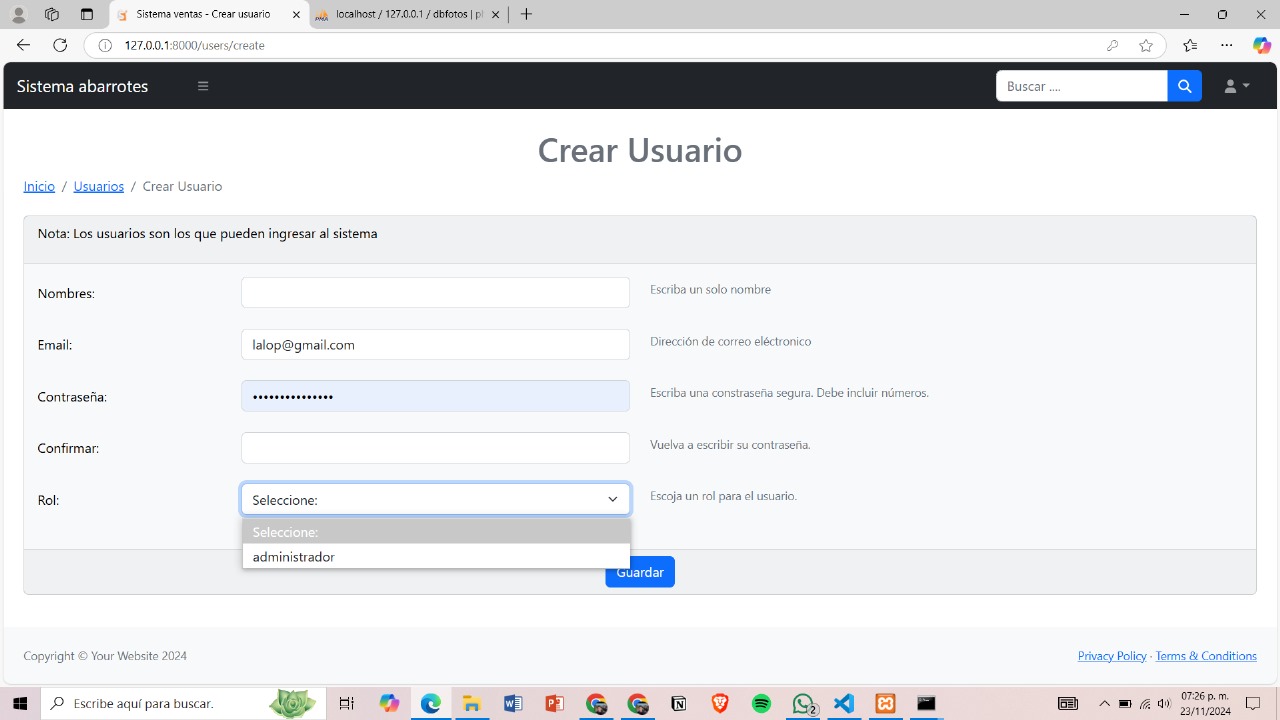 Sistema ventas - Crear Usuario
localhost / 127.0.0.1 / dbfotos | pl
127.0.0.1:8000/users/create
Sistema abarrotes
Buscar ....
Crear Usuario
Inicio / Usuarios / Crear Usuario
Nota: Los usuarios son los que pueden ingresar al sistema
Nombres:
Escriba un solo nombre
Email:
lalop@gmail.com
Dirección de correo eléctronico
Contraseña:
•••••••••••••••
Escriba una constraseña segura. Debe incluir números.
Confirmar:
Vuelva a escribir su contraseña.
Rol:
Seleccione:
Escoja un rol para el usuario.
Seleccione:
administrador
Guardar
Copyright © Your Website 2024
Privacy Policy · Terms & Conditions
Escribe aquí para buscar.
2
07:26 p. m.
23/11/2024